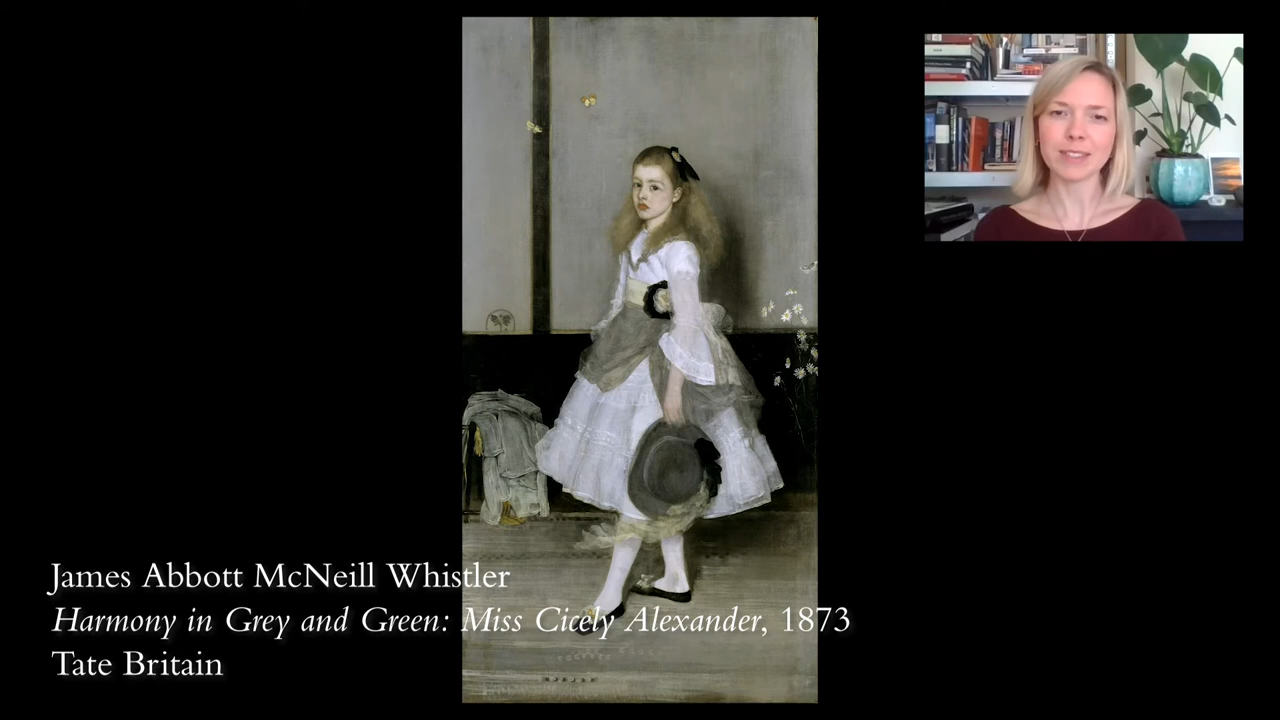 James Abbott McNeill Whistler
Harmony in Grey and Green: Miss Cicely Alexander, 1873
Tate Britain